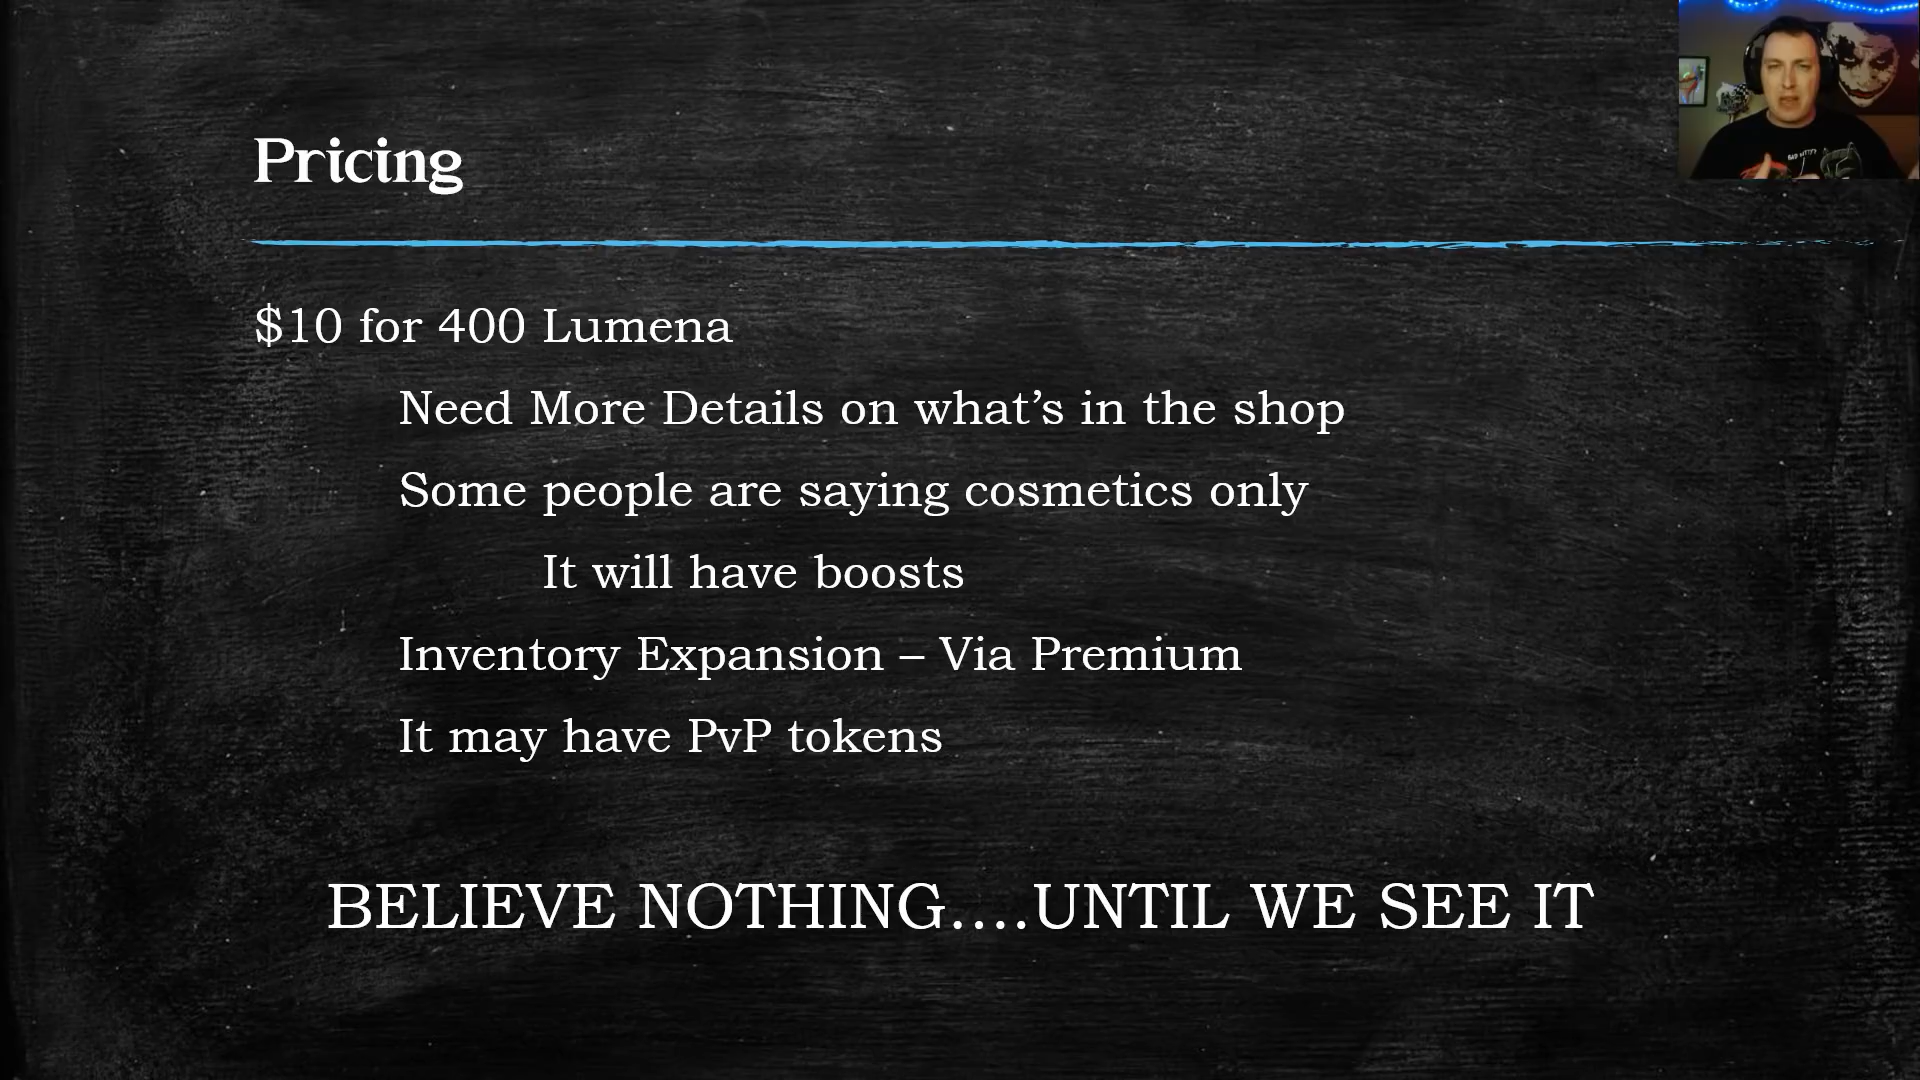 Pricing
$10 for 400 Lumena
Need More Details on what’s in the shop
Some people are saying cosmetics only
It will have boosts
Inventory Expansion – Via Premium
It may have PvP tokens
BELIEVE NOTHING....UNTIL WE SEE IT